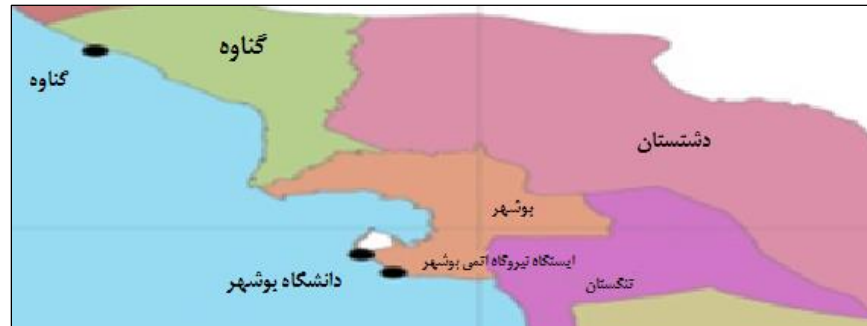 گناوه
گناوه
دشتستان
بوشهر
ایستگاه نیروگاه اتمی بوشهر
دانشگاه بوشهر
تنگستان